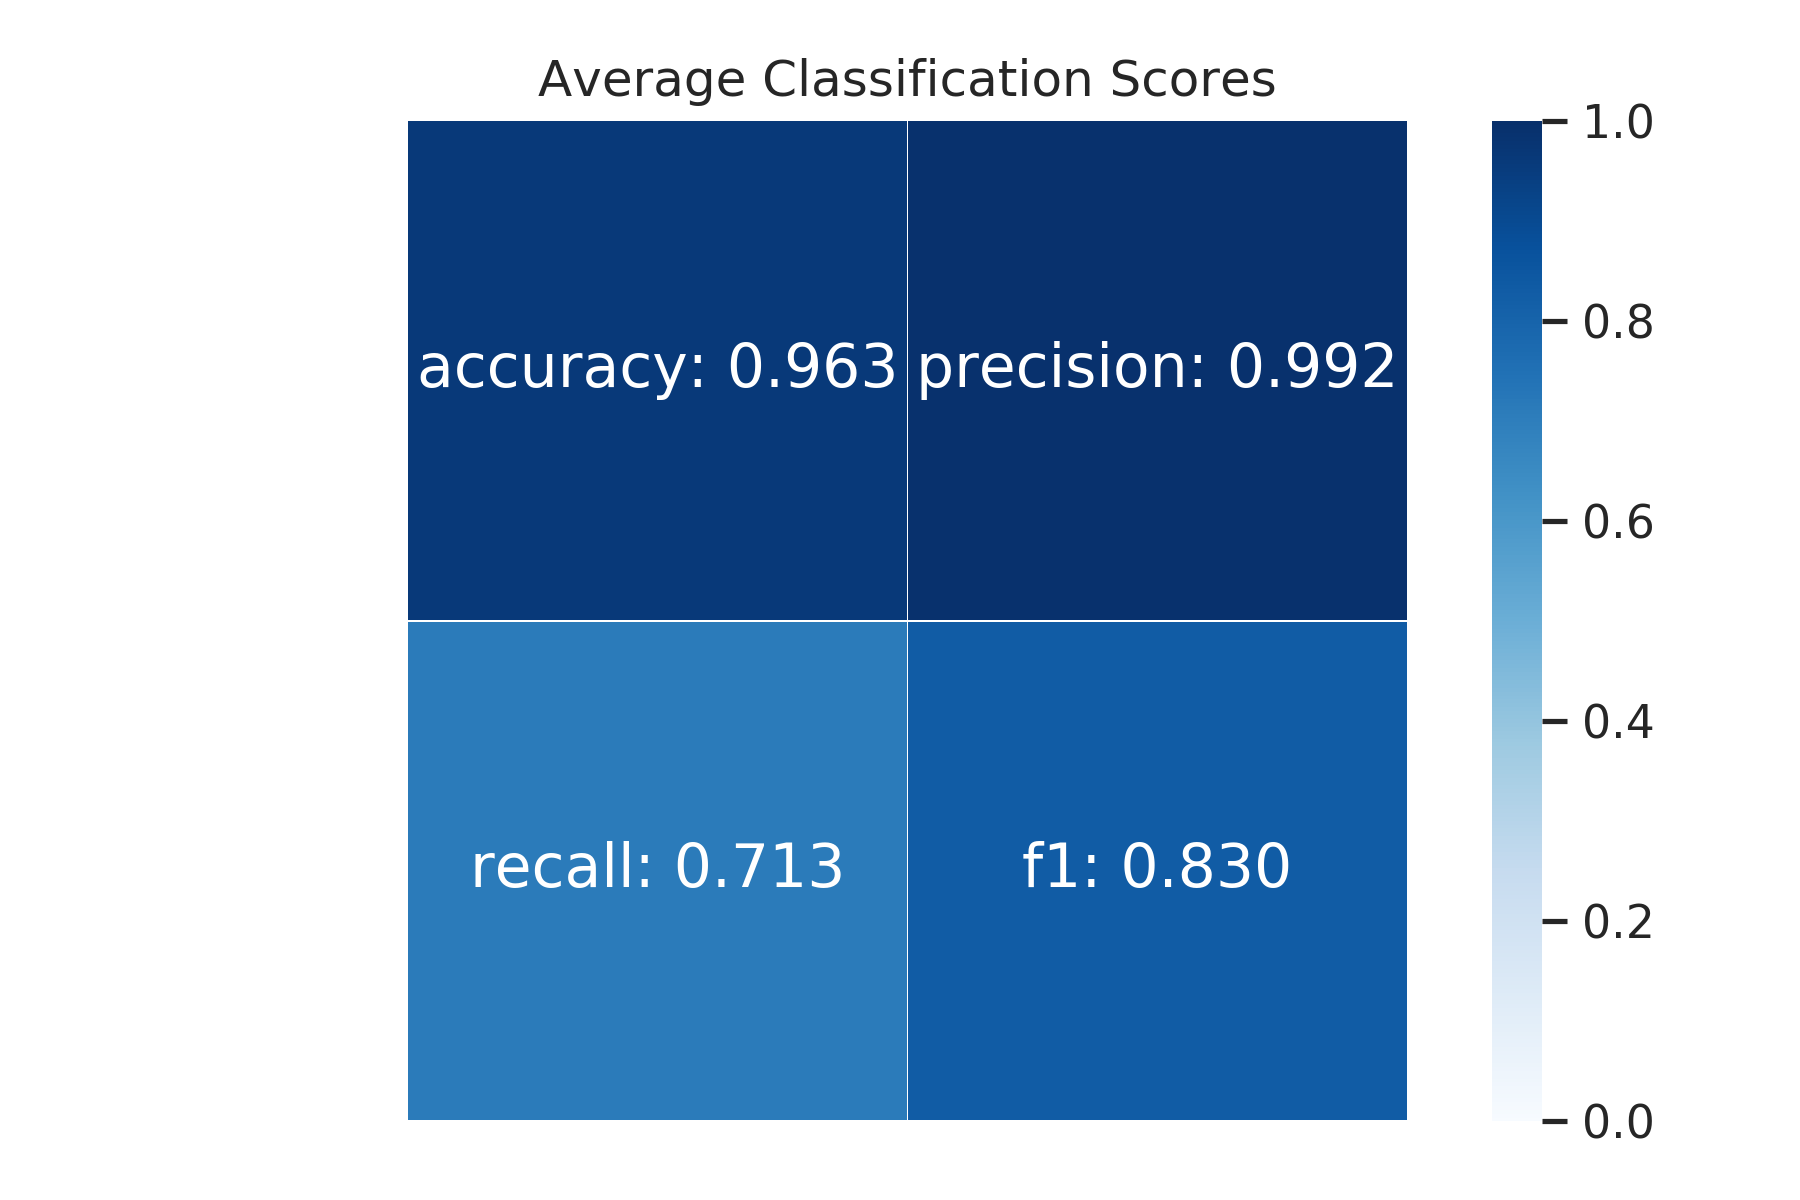 Average Classification Scores
accuracy: 0.963
precision: 0.992
recall: 0.713
f1: 0.830
1.0
0.8
0.6
0.4
0.2
0.0